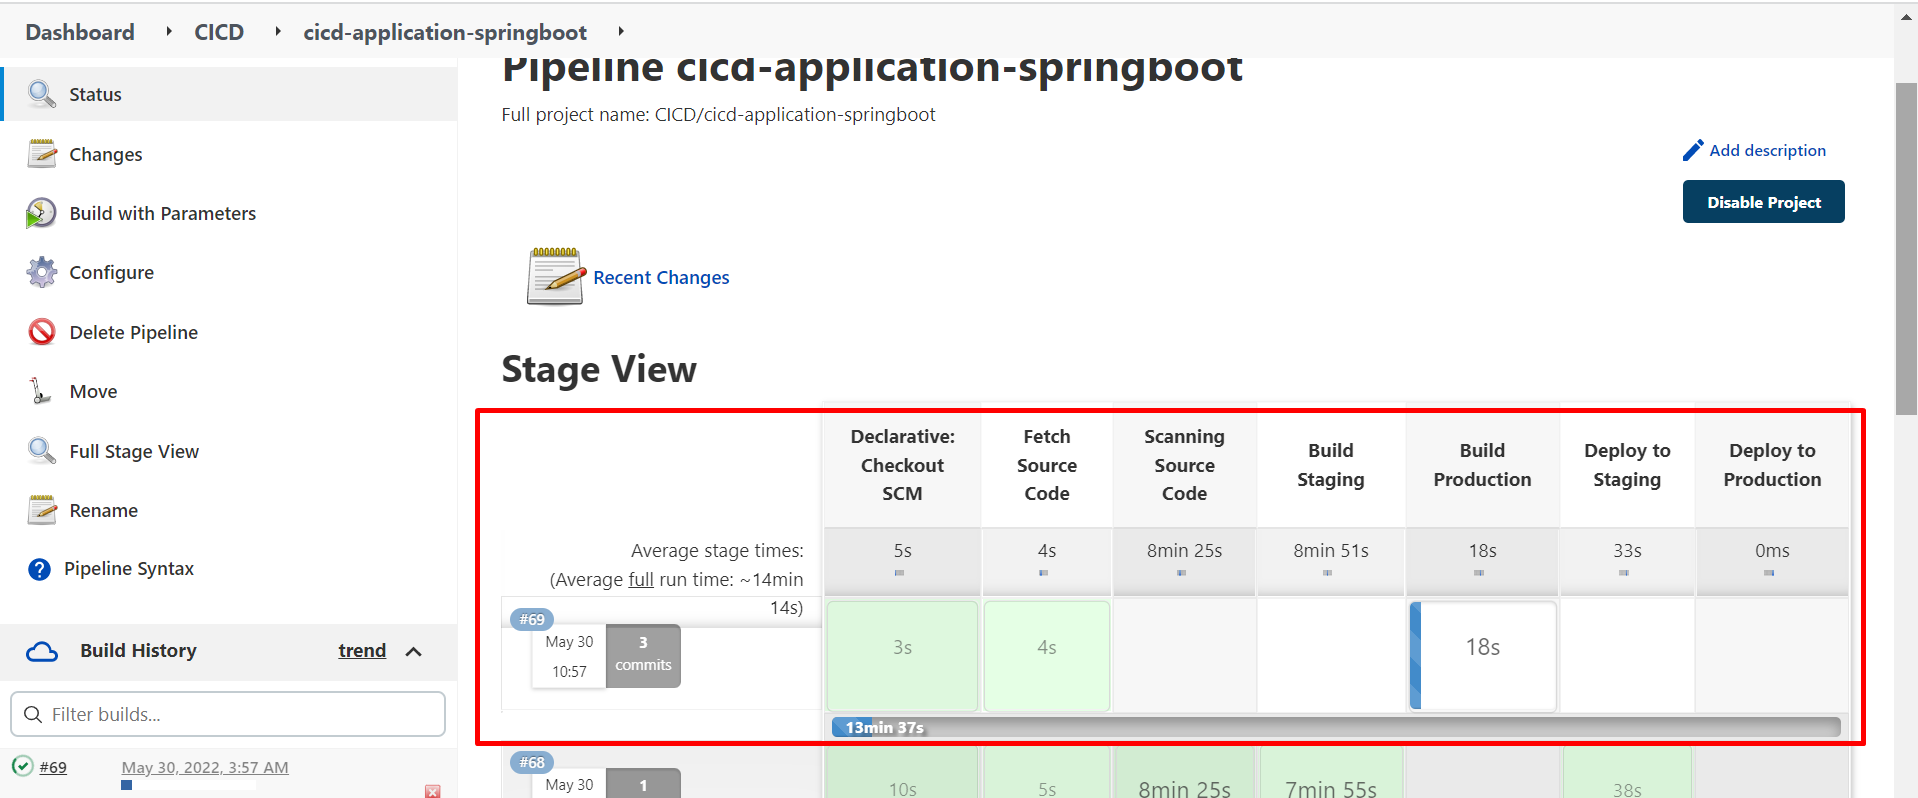 Dashboard
CICD
cicd-application-springboot
Status
Changes
Build with Parameters
Configure
Delete Pipeline
Move
Full Stage View
Rename
? Pipeline Syntax
Build History
trend
Filter builds...
#69
May 30, 2022, 3:57 AM
Pipeline cicd-application-springboot
Full project name: CICD/cicd-application-springboot
Add description
Disable Project
Recent Changes
Stage View
Declarative:
Checkout
SCM
Fetch
Source
Code
Scanning
Source
Code
Build
Staging
Build
Production
Deploy to
Staging
Deploy to
Production
Average stage times:
(Average full run time: ~14min
14s)
5s
4s
8min 25s
8min 51s
18s
33s
0ms
#69
May 30
10:57
3
commits
3s
4s
18s
13min 37s
#68
May 30
1
10s
5s
8min 25s
7min 55s
38s